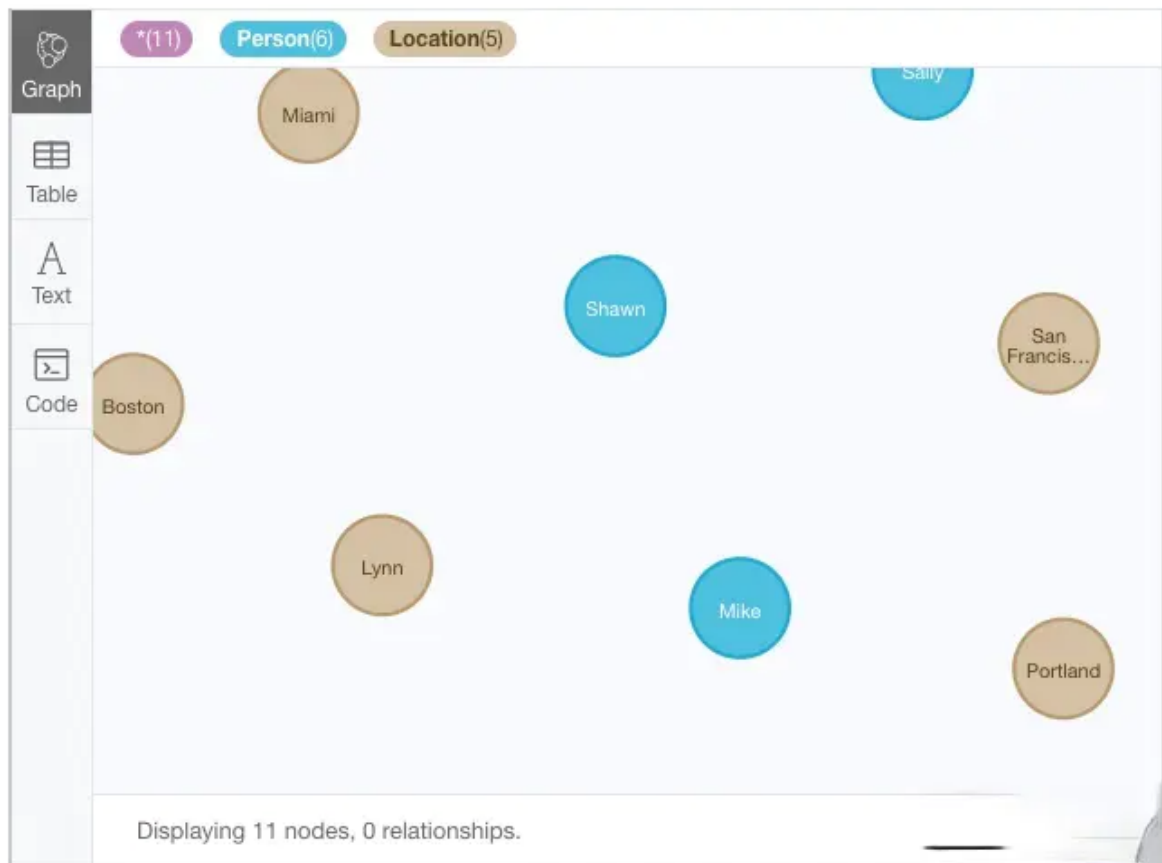 *(11) Person(6) Location(5)
Graph
Table
Text
Code
Miami
Sally
Shawn
San
Francis...
Boston
Lynn
Mike
Portland
Displaying 11 nodes, 0 relationships.